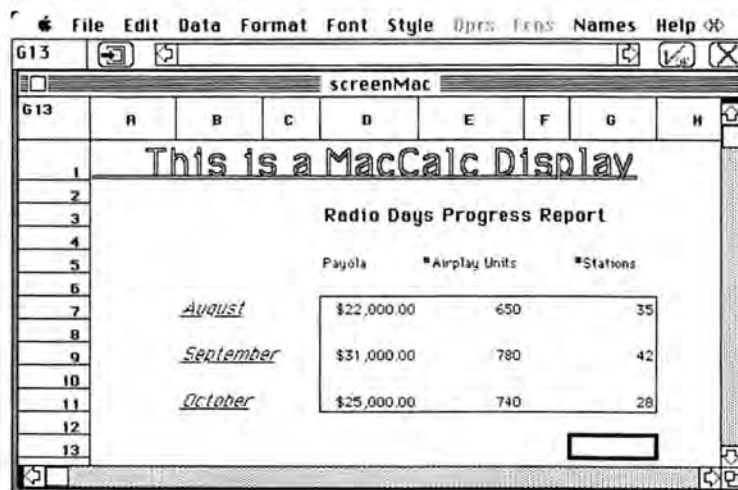 File Edit Data Format Font Style Oprs Fcns Names Help
G13
screenMac
G13 A B C D E F G H
1 This is a MacCalc Display
2
3 Radio Days Progress Report
4
5 Payola #Airplay Units #Stations
6
7 August $22,000.00 650 35
8
9 September $31,000.00 780 42
10
11 October $25,000.00 740 28
12
13